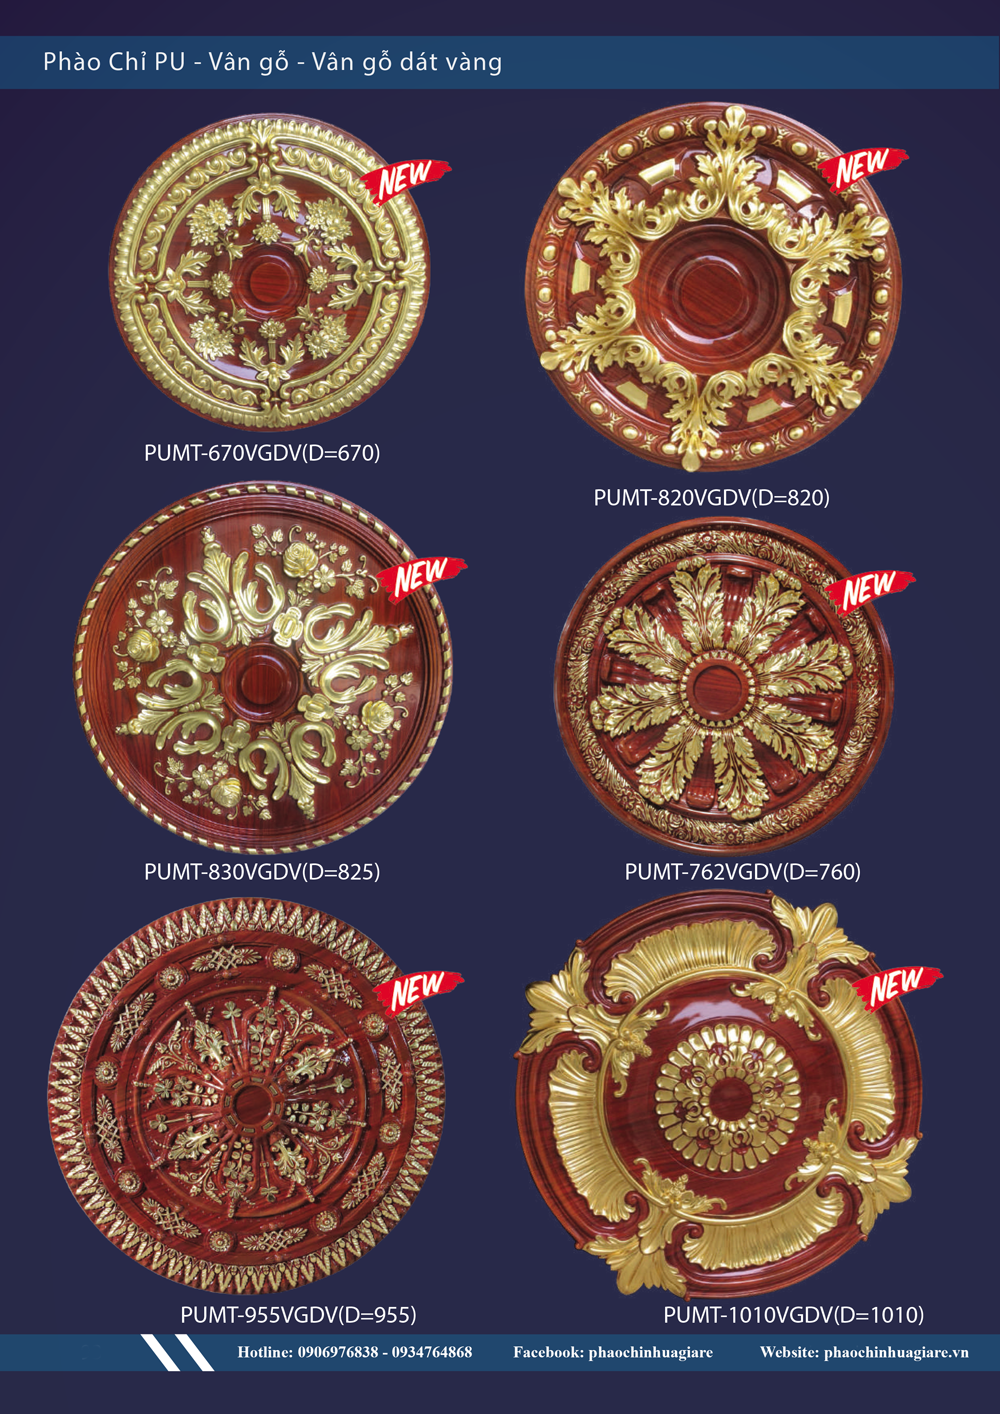 Phào Chỉ PU - Vân gỗ - Vân gỗ dát vàng
NEW
NEW
PUMT-670VGDV(D=670)
PUMT-820VGDV(D=820)
NEW
NEW
PUMT-830VGDV(D=825)
PUMT-762VGDV(D=760)
NEW
NEW
PUMT-955VGDV(D=955)
PUMT-1010VGDV(D=1010)
Hotline: 0906976838 - 0934764868 Facebook: phaochinhuagiare Website: phaochinhuagiare.vn